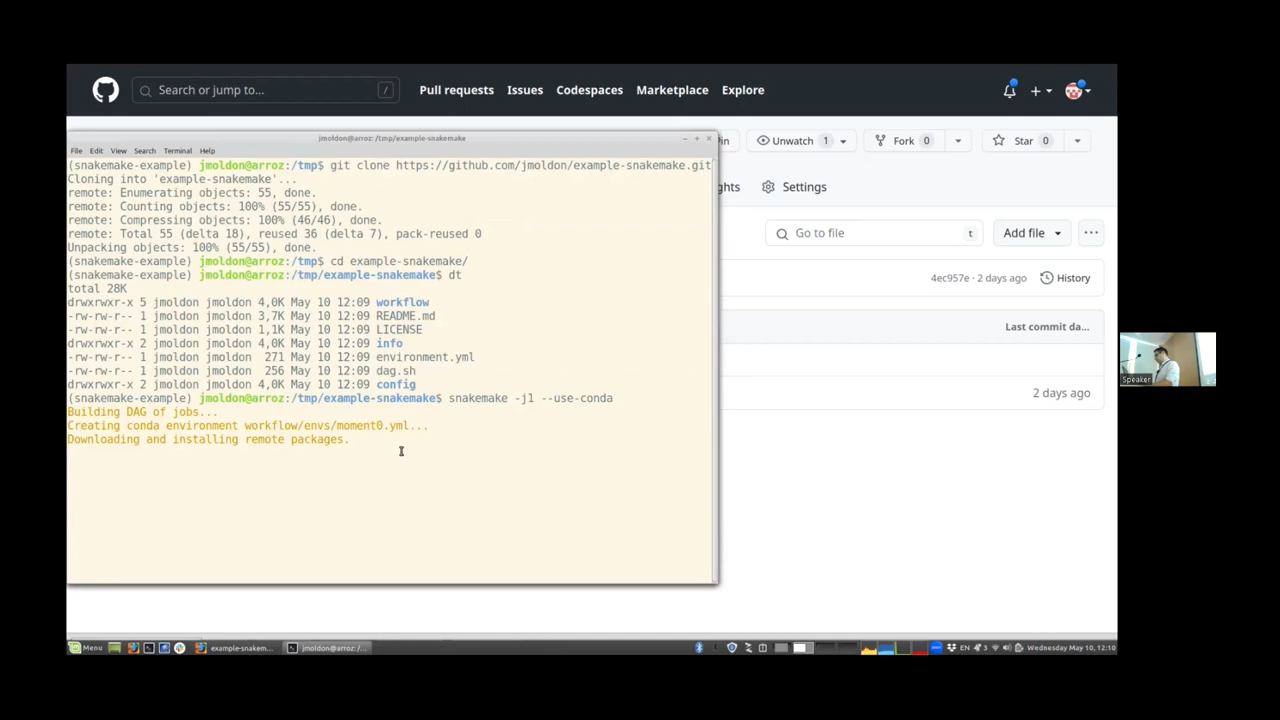 Search or jump to... /
Pull requests Issues Codespaces Marketplace Explore
jmoldon@arroz: /tmp/example-snakemake
File Edit View Search Terminal Help
(snakemake-example) jmoldon@arroz:/tmp$ git clone https://github.com/jmoldon/example-snakemake.git
Cloning into 'example-snakemake'...
remote: Enumerating objects: 55, done.
remote: Counting objects: 100% (55/55), done.
remote: Compressing objects: 100% (46/46), done.
remote: Total 55 (delta 18), reused 36 (delta 7), pack-reused 0
Unpacking objects: 100% (55/55), done.
(snakemake-example) jmoldon@arroz:/tmp$ cd example-snakemake/
(snakemake-example) jmoldon@arroz:/tmp/example-snakemake$ dt
total 28K
drwxrwxr-x 5 jmoldon jmoldon 4,0K May 10 12:09 workflow
-rw-rw-r-- 1 jmoldon jmoldon 3,7K May 10 12:09 README.md
-rw-rw-r-- 1 jmoldon jmoldon 1,1K May 10 12:09 LICENSE
drwxrwxr-x 2 jmoldon jmoldon 4,0K May 10 12:09 info
-rw-rw-r-- 1 jmoldon jmoldon 271 May 10 12:09 environment.yml
-rw-rw-r-- 1 jmoldon jmoldon 256 May 10 12:09 dag.sh
drwxrwxr-x 2 jmoldon jmoldon 4,0K May 10 12:09 config
(snakemake-example) jmoldon@arroz:/tmp/example-snakemake$ snakemake -j1 --use-conda
Building DAG of jobs...
Creating conda environment workflow/envs/moment0.yml...
Downloading and installing remote packages.
in Unwatch 1 Fork 0 Star 0
ghts Settings
Go to file t Add file
4ec957e · 2 days ago History
Last commit da...
2 days ago
Speaker
Menu example-snakem... jmoldon@arroz: /... EN 3 Wednesday May 10, 12:10